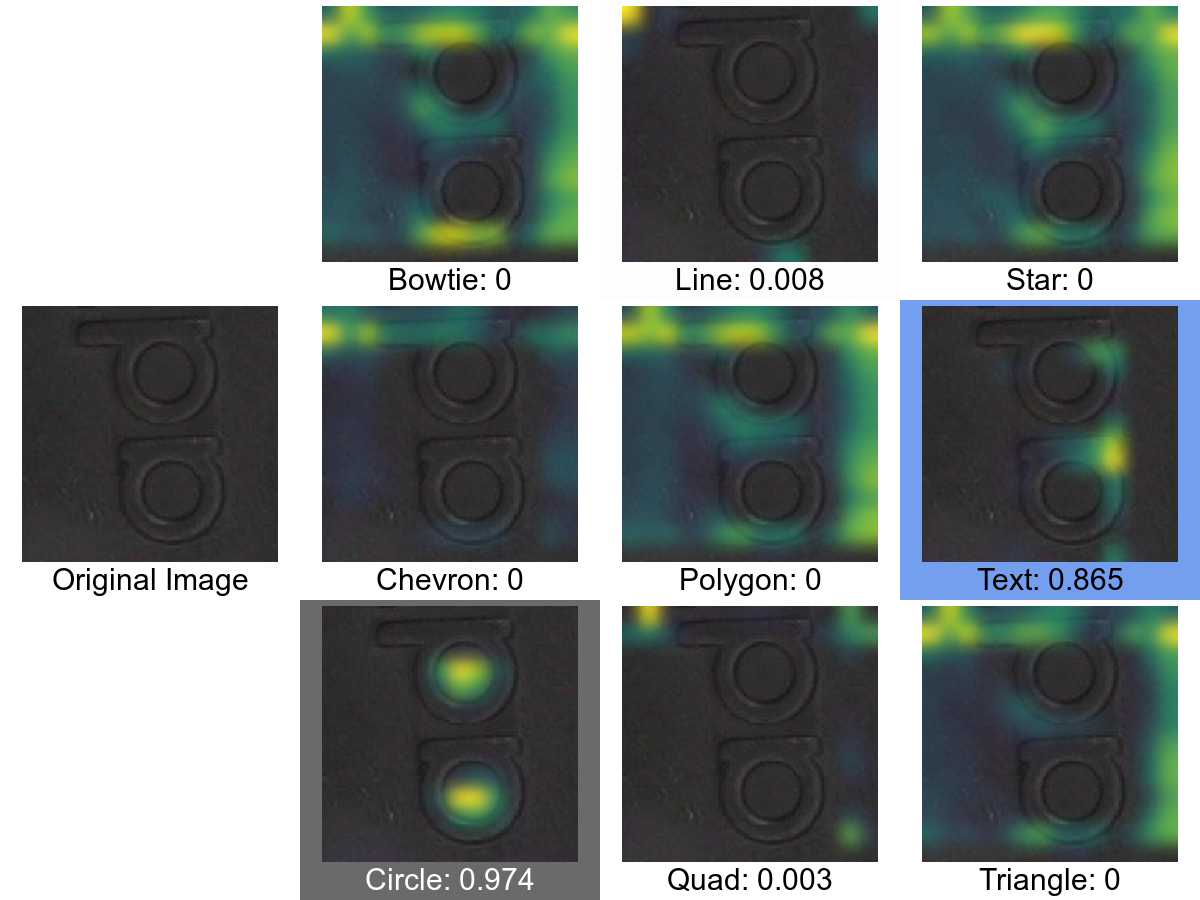 Bowtie: 0
Line: 0.008
Star: 0
Original Image
Chevron: 0
Polygon: 0
Text: 0.865
Circle: 0.974
Quad: 0.003
Triangle: 0